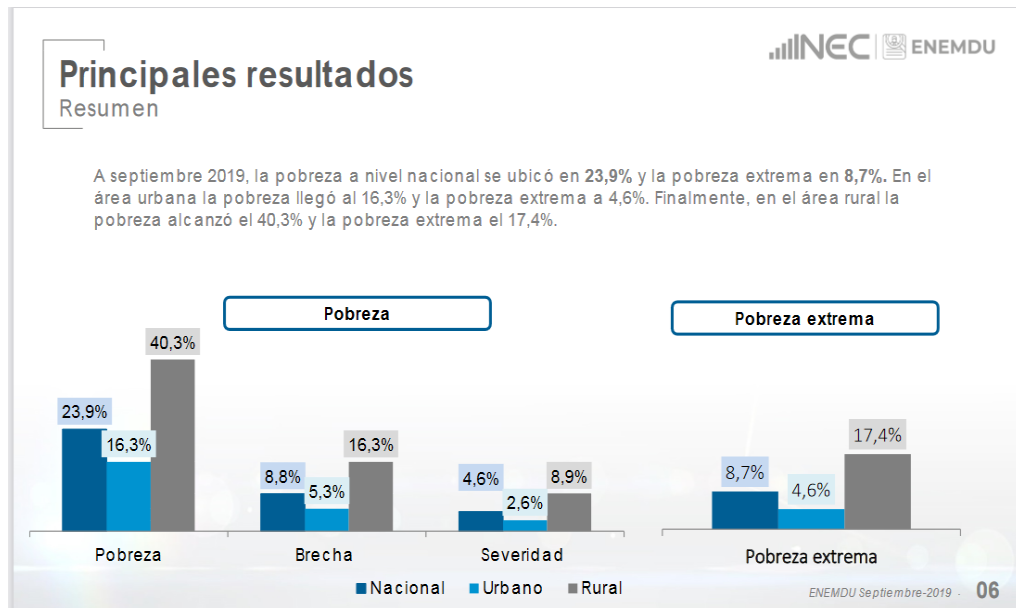 INEC ENEMDU
Principales resultados
Resumen
A septiembre 2019, la pobreza a nivel nacional se ubicó en 23,9% y la pobreza extrema en 8,7%. En el
área urbana la pobreza llegó al 16,3% y la pobreza extrema a 4,6%. Finalmente, en el área rural la
pobreza alcanzó el 40,3% y la pobreza extrema el 17,4%.
Pobreza
40,3%
23,9%
16,3%
8,8%
5,3%
16,3%
4,6%
2,6%
8,9%
Pobreza
Brecha
Severidad
Pobreza extrema
8,7%
4,6%
17,4%
Pobreza extrema
Nacional Urbano Rural
ENEMDU Septiembre-2019 - 06